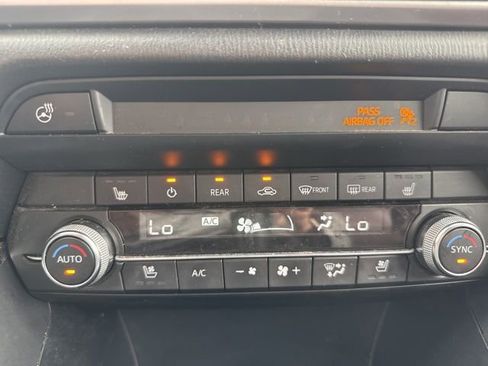 PASS
AIRBAG OFF
REAR
FRONT
REAR
Lo
A/C
Lo
AUTO
SYNC
A/C
- +